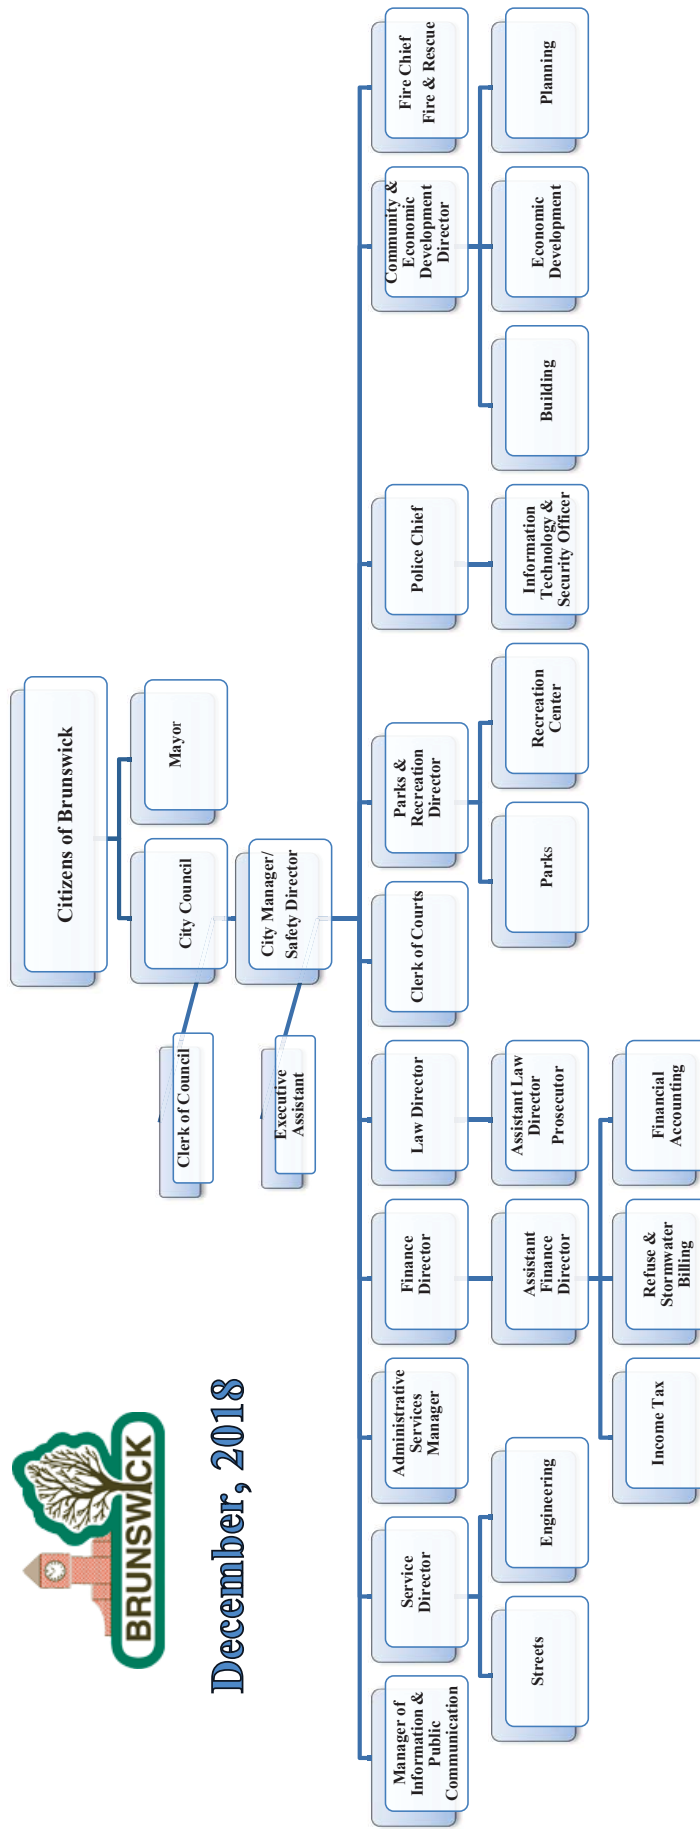 BRUNSWICK
December, 2018
Citizens of Brunswick
City Council
Mayor
Clerk of Council
City Manager/
Safety Director
Executive
Assistant
Manager of
Information &
Public
Communication
Service
Director
Administrative
Services
Manager
Finance
Director
Law Director
Clerk of Courts
Parks &
Recreation
Director
Police Chief
Community &
Economic
Development
Director
Fire Chief
Fire & Rescue
Streets
Engineering
Assistant
Finance
Director
Assistant Law
Director
Prosecutor
Parks
Recreation
Center
Information
Technology &
Security Officer
Building
Economic
Development
Planning
Income Tax
Refuse &
Stormwater
Billing
Financial
Accounting